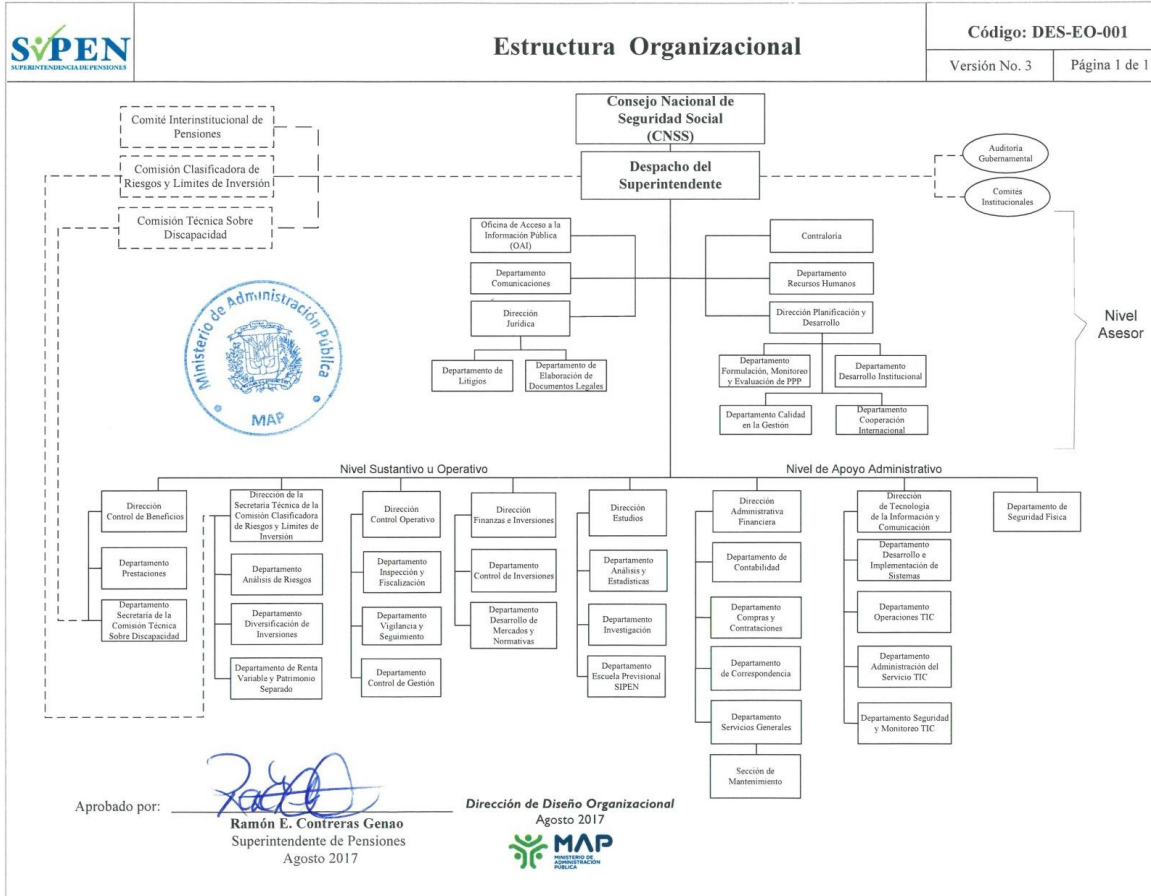 SIPEN
SUPERINTENDENCIA DE PENSIONES
Estructura Organizacional
Código: DES-EO-001
Versión No. 3
Página 1 de 1
Consejo Nacional de
Seguridad Social
(CNSS)
Despacho del
Superintendente
Comité Interinstitucional de
Pensiones
Comisión Clasificadora de
Riesgos y Límites de Inversión
Comisión Técnica Sobre
Discapacidad
Auditoría
Gubernamental
Comités
Institucionales
Oficina de Acceso a la
Información Pública
(OAI)
Departamento
Comunicaciones
Dirección
Jurídica
Departamento de
Litigios
Departamento de
Elaboración de
Documentos Legales
Contraloría
Departamento
Recursos Humanos
Dirección Planificación y
Desarrollo
Departamento
Formulación, Monitoreo
y Evaluación de PPP
Departamento
Desarrollo Institucional
Departamento Calidad
en la Gestión
Departamento
Cooperación
Internacional
Nivel
Asesor
Ministerio de Administración Pública
MAP
Nivel Sustantivo u Operativo
Nivel de Apoyo Administrativo
Dirección
Control de Beneficios
Departamento
Prestaciones
Departamento
Secretaría de la
Comisión Técnica
Sobre Discapacidad
Dirección de la
Secretaría Técnica de la
Comisión Clasificadora
de Riesgos y Límites de
Inversión
Departamento
Análisis de Riesgos
Departamento
Diversificación de
Inversiones
Departamento de Renta
Variable y Patrimonio
Separado
Dirección
Control Operativo
Departamento
Inspección y
Fiscalización
Departamento
Vigilancia y
Seguimiento
Departamento
Control de Gestión
Dirección
Finanzas e Inversiones
Departamento
Control de Inversiones
Departamento
Desarrollo de
Mercados y
Normativas
Dirección
Estudios
Departamento
Análisis y
Estadísticas
Departamento
Investigación
Departamento
Escuela Previsional
SIPEN
Dirección
Administrativa
Financiera
Departamento de
Contabilidad
Departamento
Compras y
Contrataciones
Departamento
de Correspondencia
Departamento
Servicios Generales
Sección de
Mantenimiento
Dirección
de Tecnología
de la Información y
Comunicación
Departamento
Desarrollo e
Implementación de
Sistemas
Departamento
Operaciones TIC
Departamento
Administración del
Servicio TIC
Departamento Seguridad
y Monitoreo TIC
Departamento de
Seguridad Física
Aprobado por:
Ramón E. Contreras Genao
Superintendente de Pensiones
Agosto 2017
Dirección de Diseño Organizacional
Agosto 2017
MAP
MINISTERIO DE
ADMINISTRACIÓN
PÚBLICA